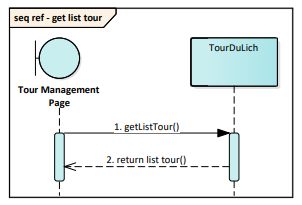 seq ref - get list tour
TourDuLich
Tour Management
Page
1. getListTour()
2. return list tour()